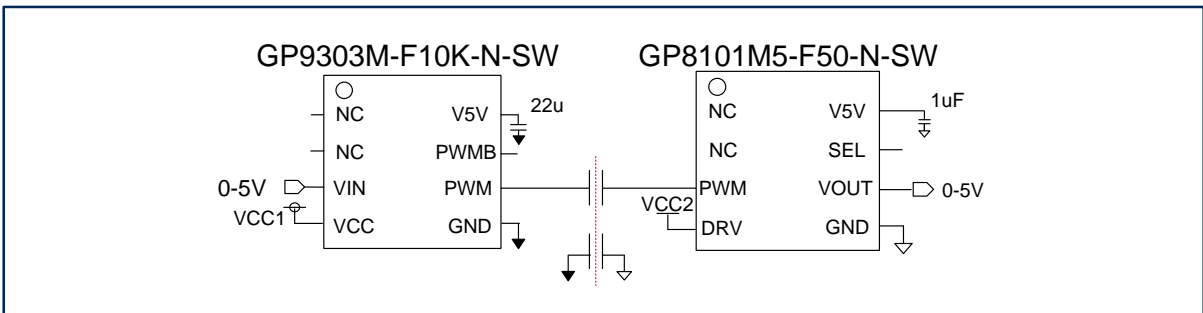 GP9303M-F10K-N-SW
NC
NC
VIN
VCC
V5V
PWMB
PWM
GND
22u
0-5V
VCC1
GP8101M5-F50-N-SW
NC
NC
PWM
DRV
V5V
SEL
VOUT
GND
1uF
VCC2
0-5V